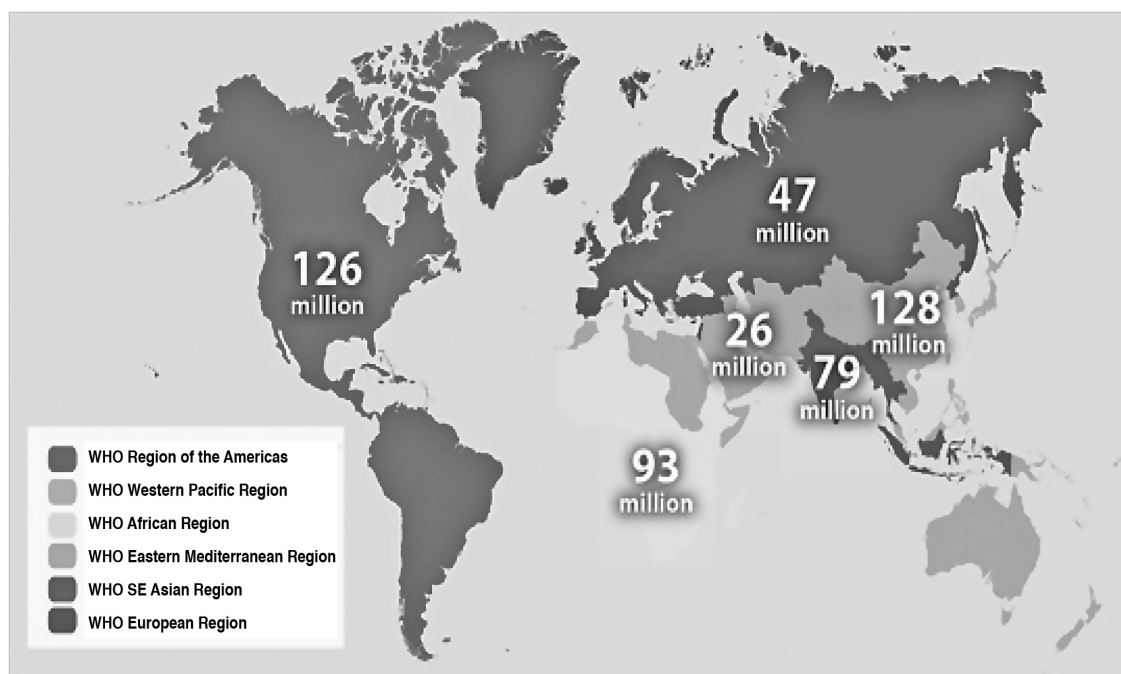 47
million
126
million
128
million
26
million
79
million
93
million
WHO Region of the Americas
WHO Western Pacific Region
WHO African Region
WHO Eastern Mediterranean Region
WHO SE Asian Region
WHO European Region